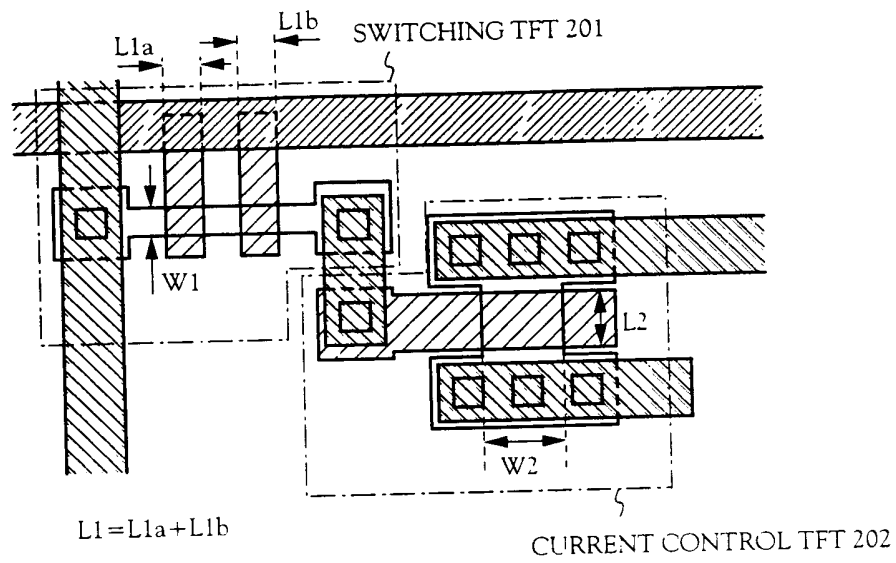 L1b
SWITCHING TFT 201
L1a
W1
L2
W2
L1=L1a+L1b
CURRENT CONTROL TFT 202